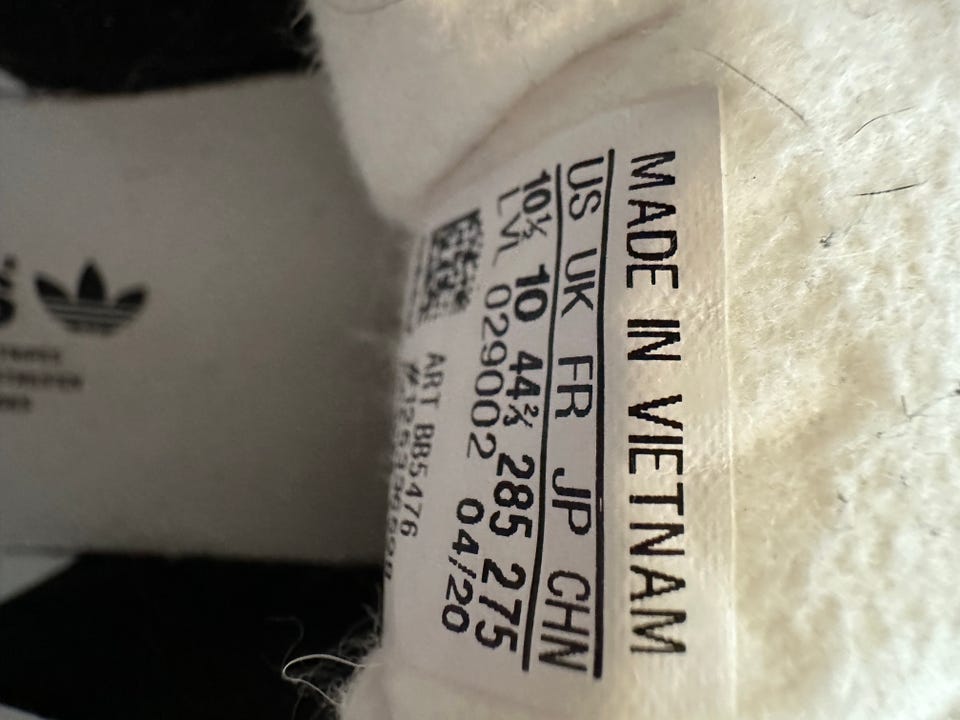 MADE IN VIETNAM
US UK FR JP CHN
10½ 10 44⅔ 285 275
LVL 029002 04/20
ART BB5476